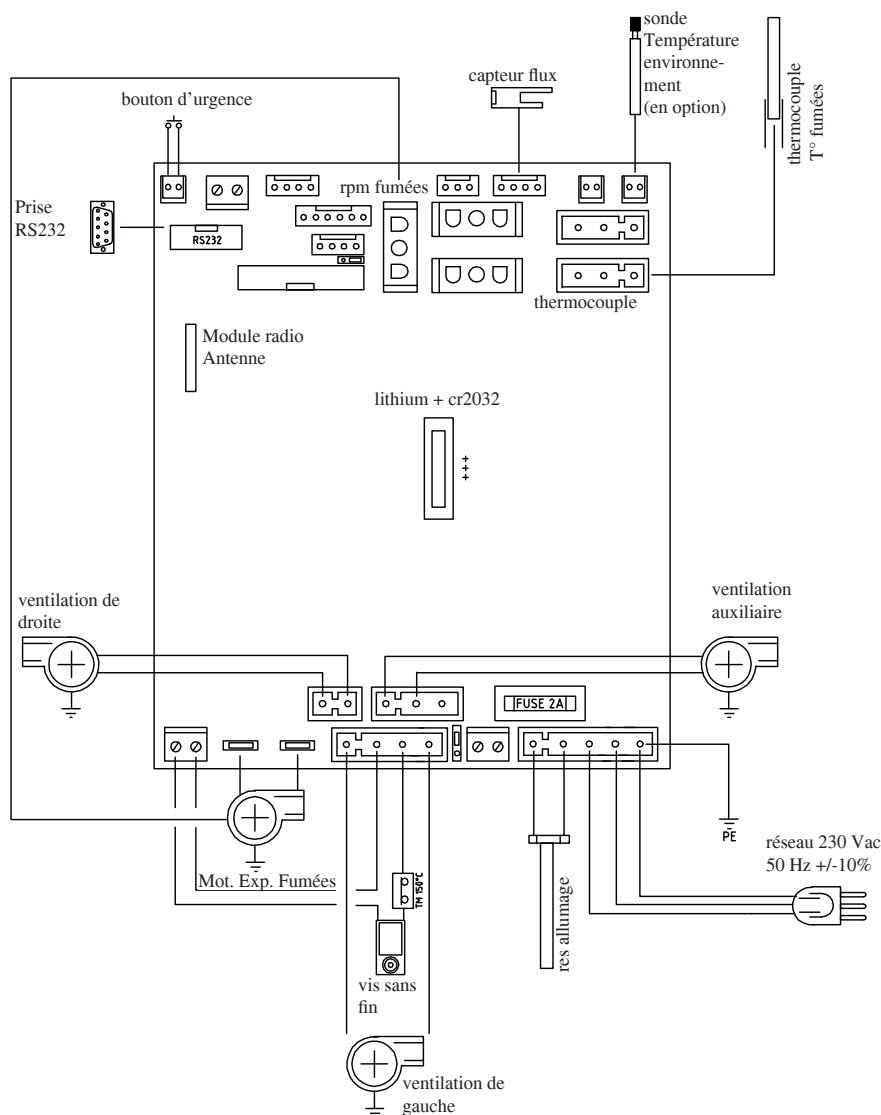 sonde
Température
environne-
ment
(en option)
thermocouple
T° fumées
capteur flux
bouton d’urgence
rpm fumées
Prise
RS232
RS232
thermocouple
Module radio
Antenne
lithium + cr2032
+++
ventilation de
droite
ventilation
auxiliaire
FUSE 2A
PE
réseau 230 Vac
50 Hz +/-10%
Mot. Exp. Fumées
TM 150°C
res allumage
vis sans
fin
ventilation de
gauche